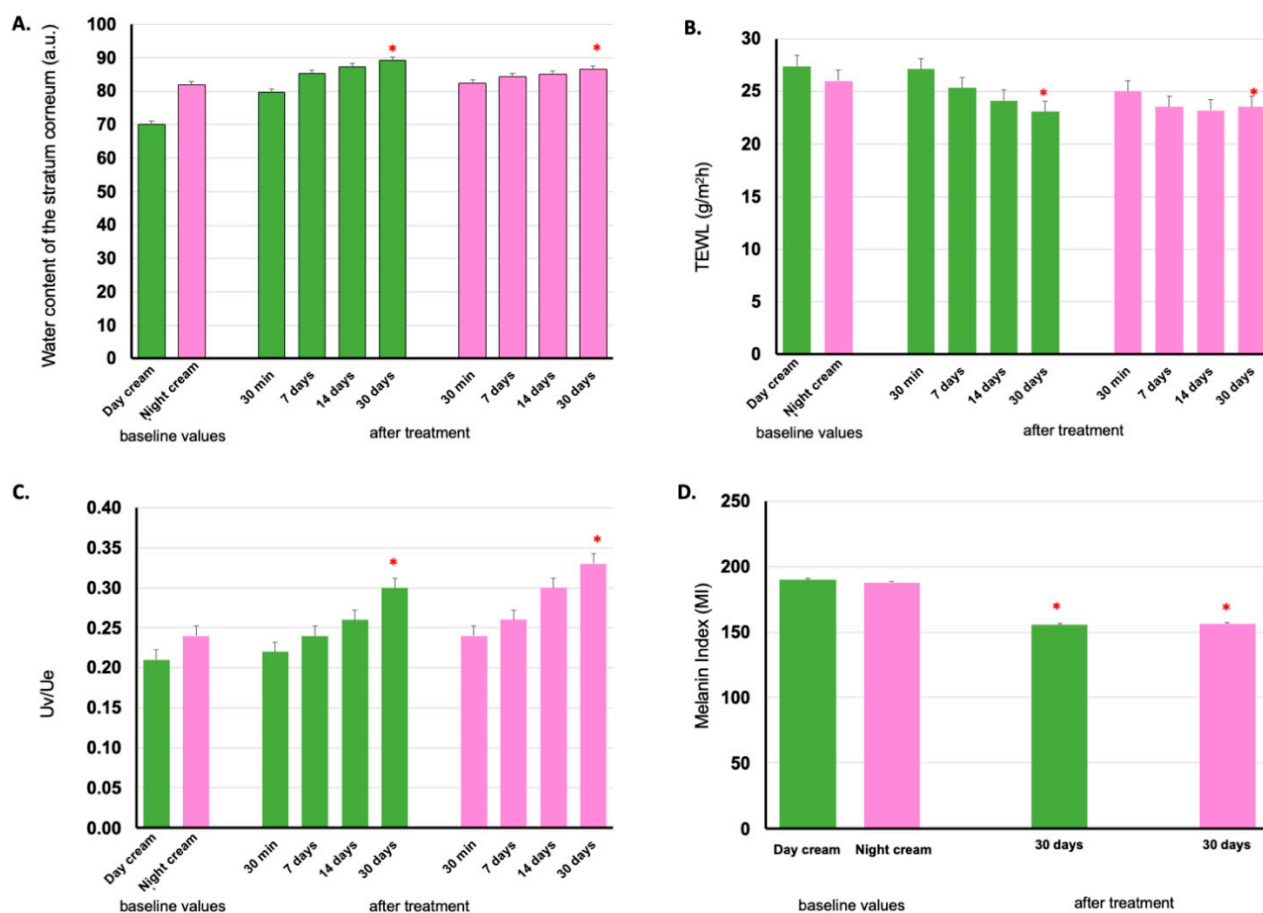 A.
Water content of the stratum corneum (a.u.)
100
90
80
70
60
50
40
30
20
10
0
Day cream
Night cream
30 min
7 days
14 days
30 days
30 min
7 days
14 days
30 days
baseline values
after treatment
*
*
B.
TEWL (g/m²h)
30
25
20
15
10
5
0
Day cream
Night cream
30 min
7 days
14 days
30 days
30 min
7 days
14 days
30 days
baseline values
after treatment
*
*
C.
Uv/Ue
0.40
0.35
0.30
0.25
0.20
0.15
0.10
0.05
0.00
Day cream
Night cream
30 min
7 days
14 days
30 days
30 min
7 days
14 days
30 days
baseline values
after treatment
*
*
D.
Melanin Index (MI)
250
200
150
100
50
0
Day cream
Night cream
30 days
30 days
baseline values
after treatment
*
*